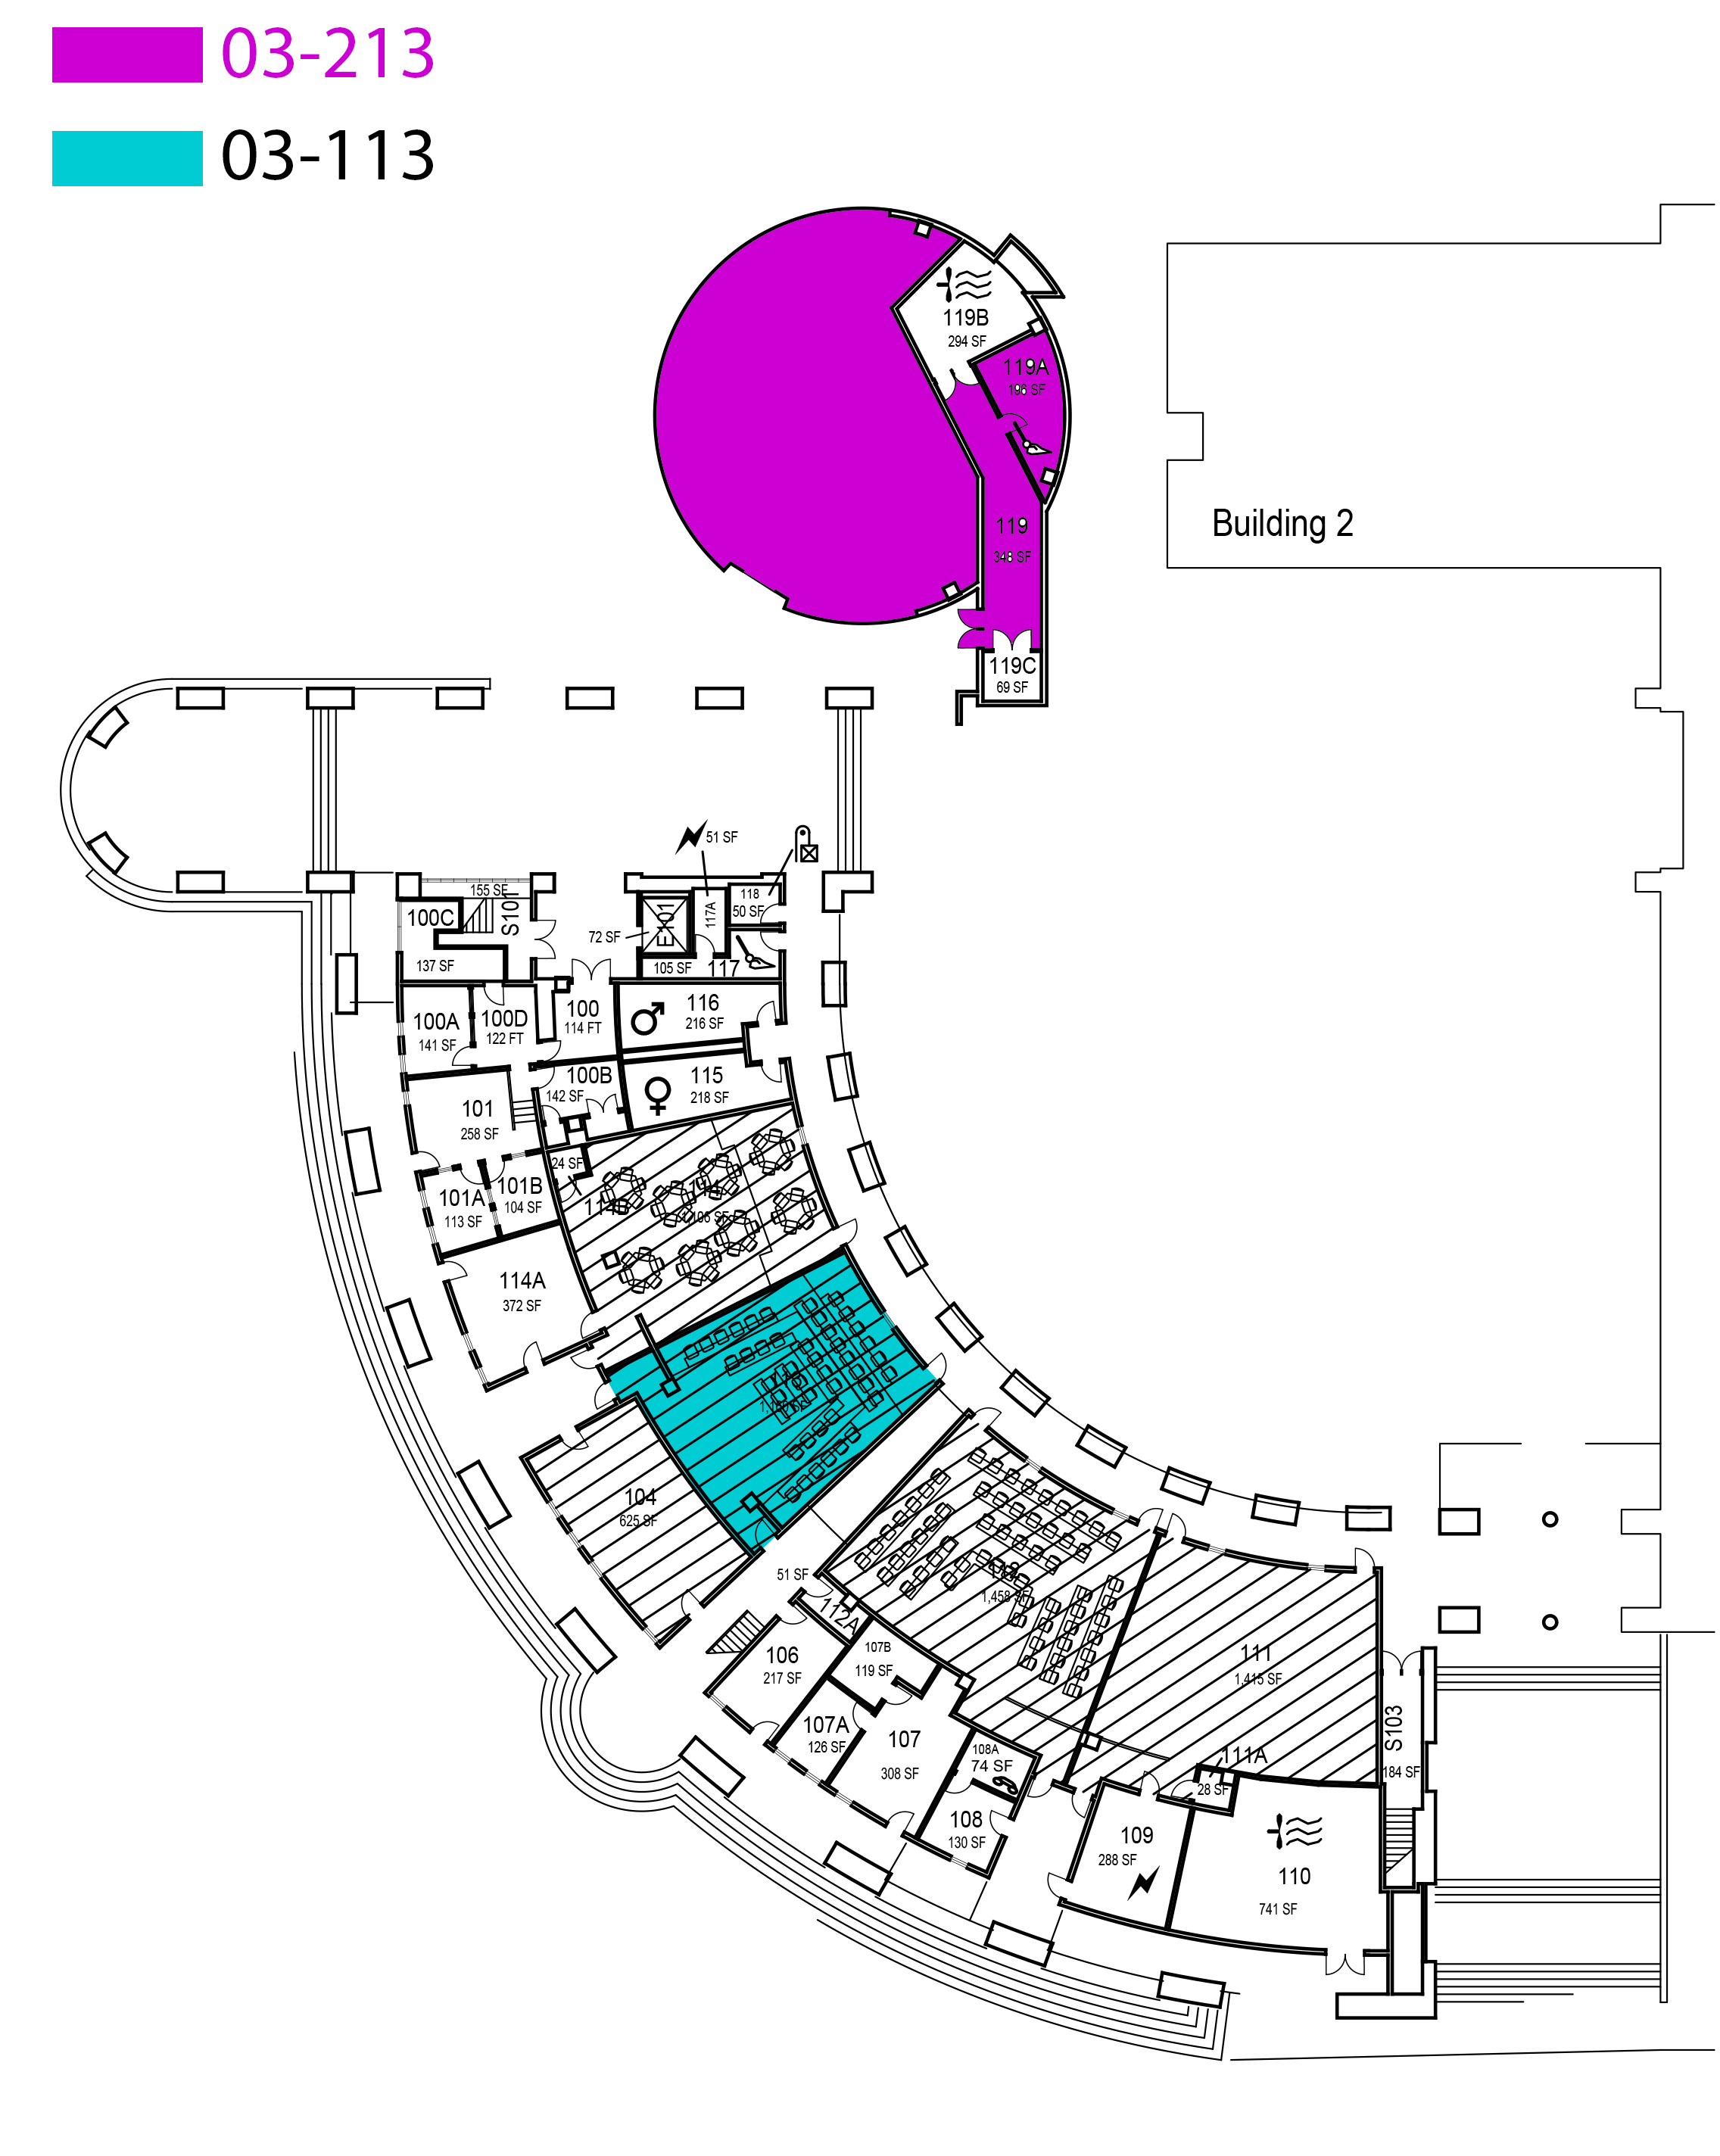 03-213
03-113
119B
294 SF
119A
196 SF
Building 2
119
348 SF
119C
69 SF
51 SF
155 SF
S101
118
50 SF
117A
100C
E101
72 SF
137 SF
105 SF
117
100
114 FT
116
216 SF
100A
141 SF
100D
122 FT
100B
142 SF
115
218 SF
101
258 SF
24 SF
101A
113 SF
101B
104 SF
114B
114A
372 SF
104
625 SF
51 SF
112A
1,458 SF
106
217 SF
107B
119 SF
111
1,415 SF
107A
126 SF
107
308 SF
108A
74 SF
S103
184 SF
111A
28 SF
108
130 SF
109
288 SF
110
741 SF